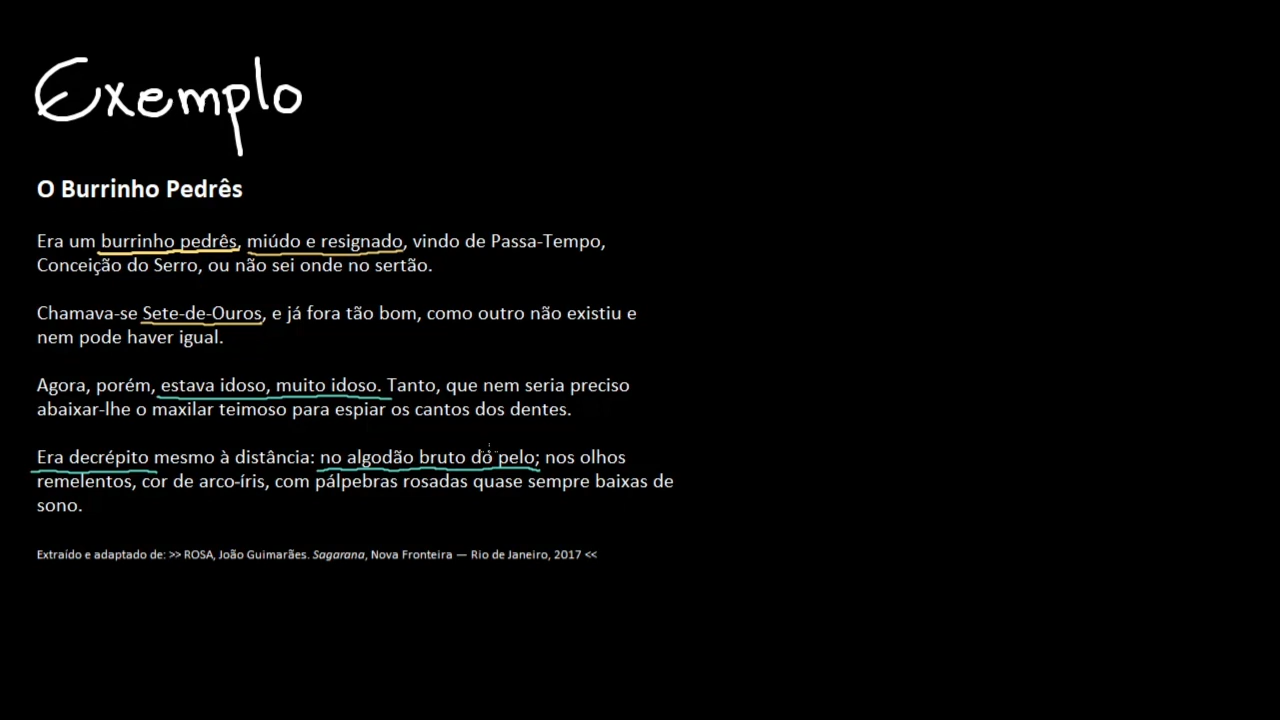 Exemplo
O Burrinho Pedrês
Era um burrinho pedrês, miúdo e resignado, vindo de Passa-Tempo,
Conceição do Serro, ou não sei onde no sertão.
Chamava-se Sete-de-Ouros, e já fora tão bom, como outro não existiu e
nem pode haver igual.
Agora, porém, estava idoso, muito idoso. Tanto, que nem seria preciso
abaixar-lhe o maxilar teimoso para espiar os cantos dos dentes.
Era decrépito mesmo à distância: no algodão bruto do pelo; nos olhos
remelentos, cor de arco-íris, com pálpebras rosadas quase sempre baixas de
sono.
Extraído e adaptado de: >> ROSA, João Guimarães. Sagarana, Nova Fronteira — Rio de Janeiro, 2017 <<